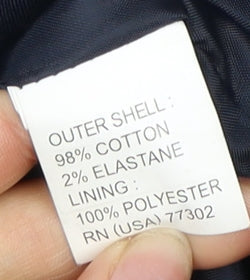 OUTER SHELL :
98% COTTON
2% ELASTANE
LINING :
100% POLYESTER
RN (USA) 77302